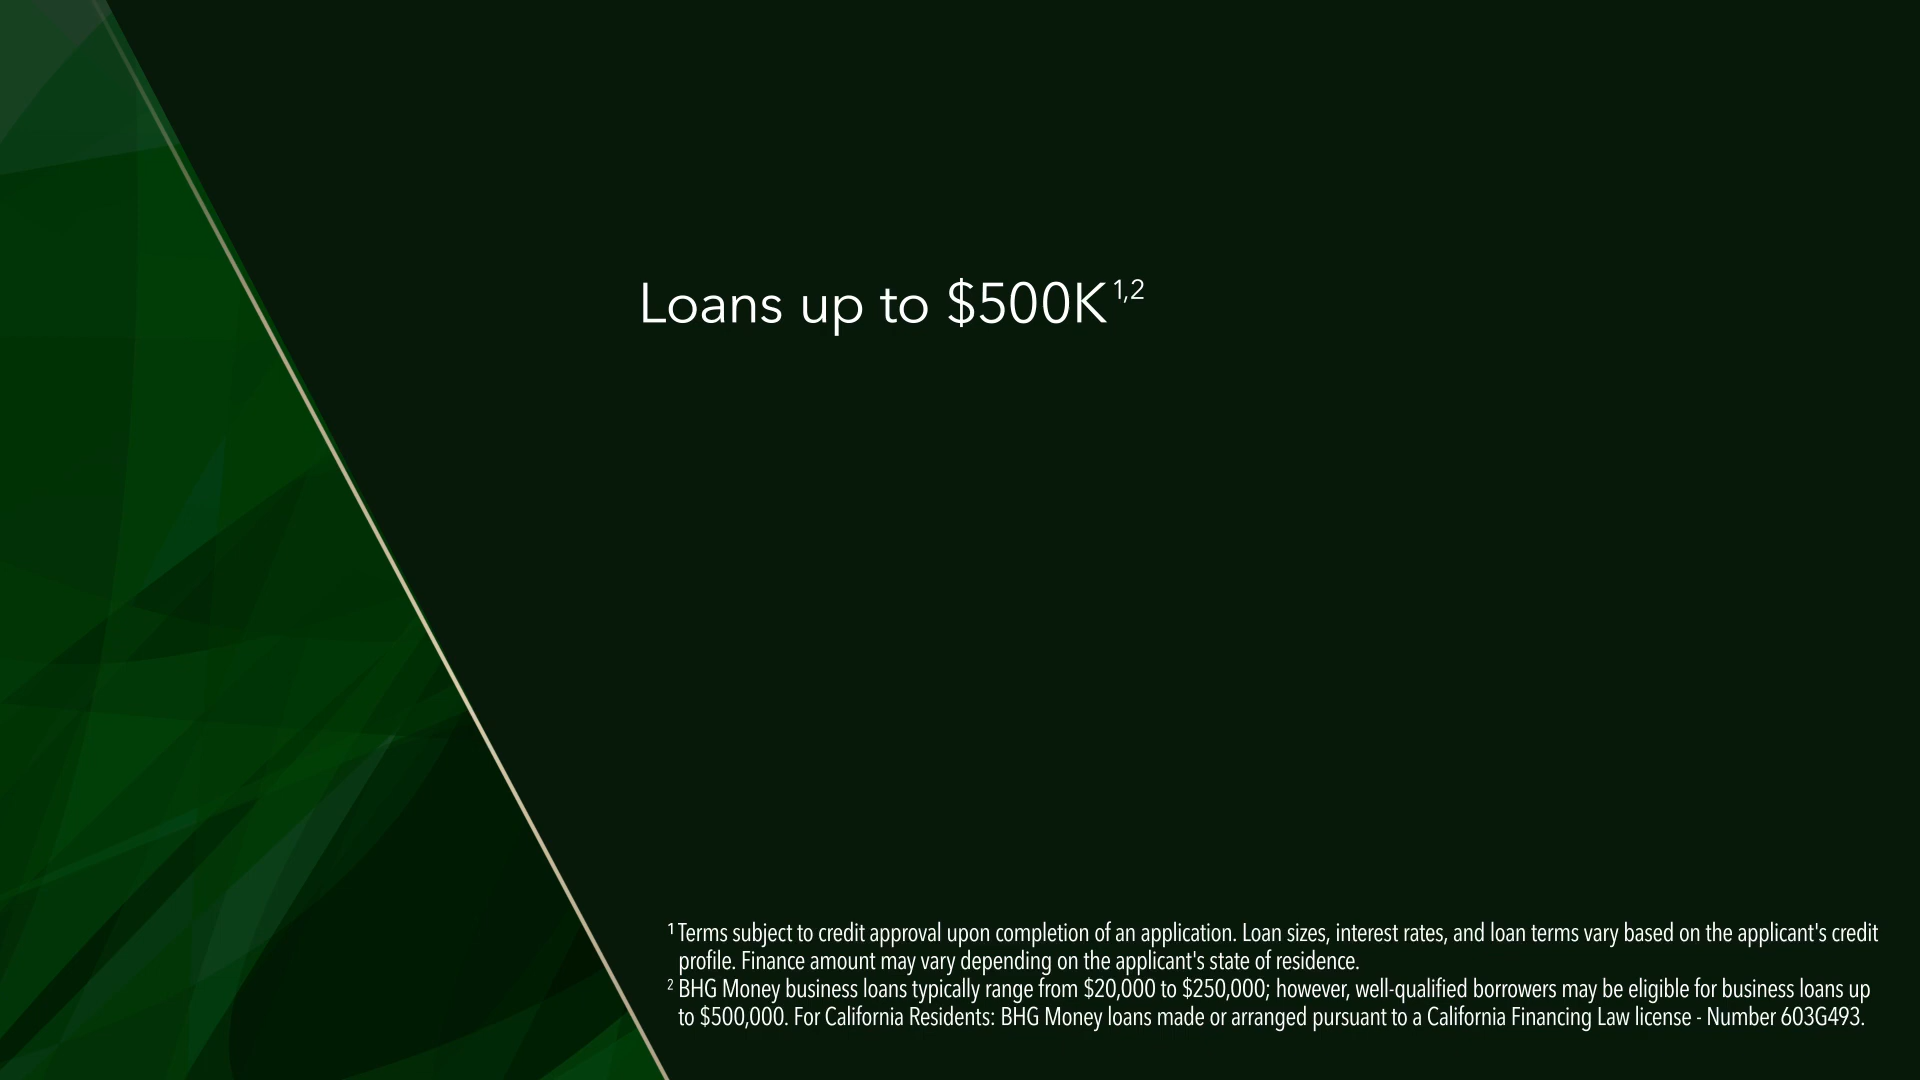 Loans up to $500K¹,²
¹ Terms subject to credit approval upon completion of an application. Loan sizes, interest rates, and loan terms vary based on the applicant's credit
profile. Finance amount may vary depending on the applicant's state of residence.
² BHG Money business loans typically range from $20,000 to $250,000; however, well-qualified borrowers may be eligible for business loans up
to $500,000. For California Residents: BHG Money loans made or arranged pursuant to a California Financing Law license - Number 603G493.